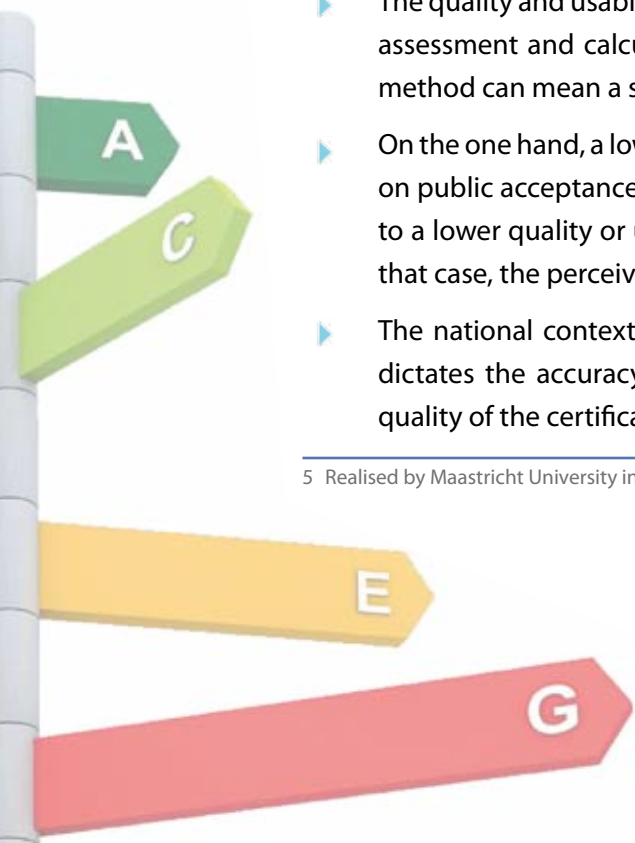 The quality and usabi
assessment and calcu
method can mean a s
On the one hand, a lo
on public acceptance
to a lower quality or
that case, the perceiv
The national context
dictates the accuracy
quality of the certifica
5 Realised by Maastricht University i
A
C
E
G